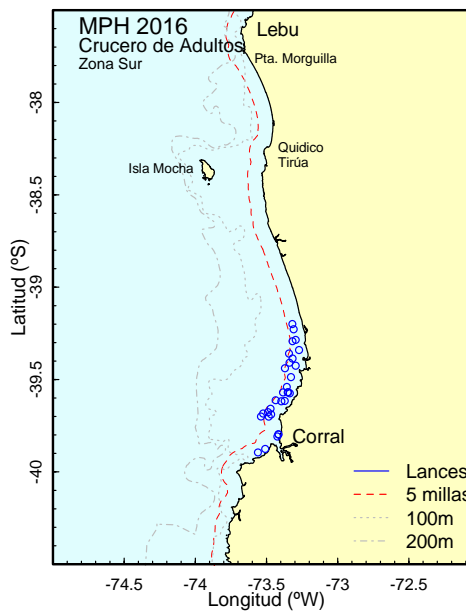 MPH 2016
Crucero de Adultos
Zona Sur
Lebu
Pta. Morguilla
Quidico
Tirúa
Isla Mocha
Corral
Lances
5 millas
100m
200m
-38
-38.5
-39
-39.5
-40
Latitud (ºS)
-74.5
-74
-73.5
-73
-72.5
Longitud (ºW)